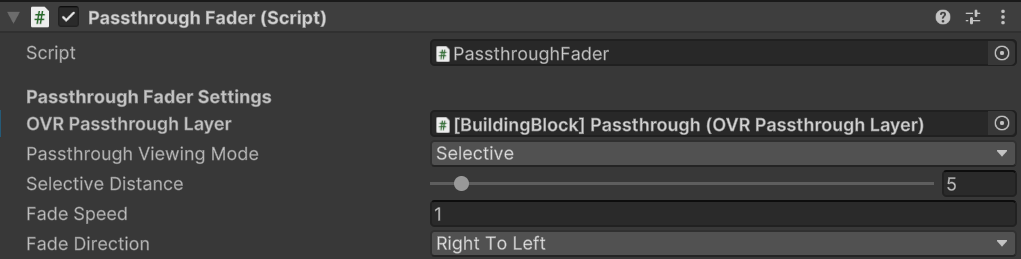 Passthrough Fader (Script)
Script PassthroughFader
Passthrough Fader Settings
OVR Passthrough Layer [BuildingBlock] Passthrough (OVR Passthrough Layer)
Passthrough Viewing Mode Selective
Selective Distance 5
Fade Speed 1
Fade Direction Right To Left